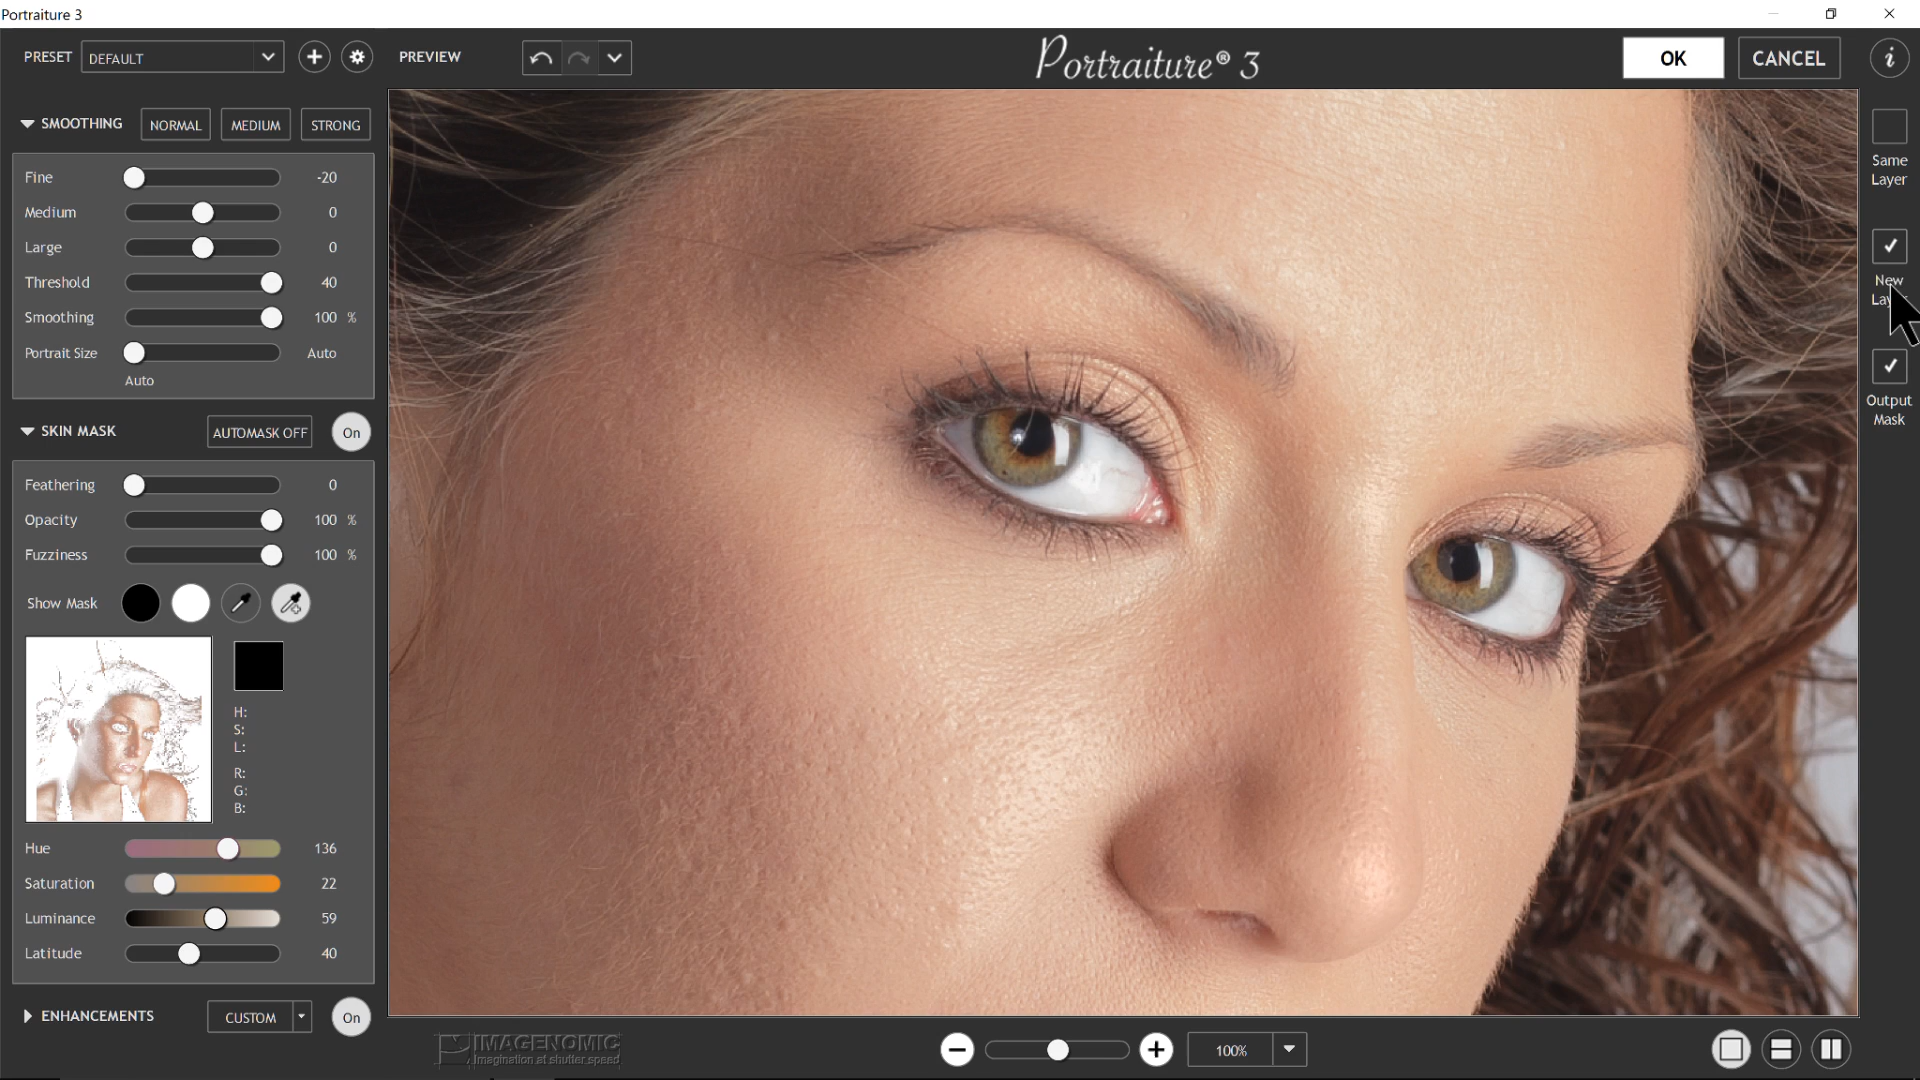 Portraiture 3
PRESET
DEFAULT
PREVIEW
Portraiture® 3
OK
CANCEL
i
SMOOTHING
NORMAL
MEDIUM
STRONG
Fine -20
Medium 0
Large 0
Threshold 40
Smoothing 100 %
Portrait Size Auto
Auto
SKIN MASK
AUTOMASK OFF
On
Feathering 0
Opacity 100 %
Fuzziness 100 %
Show Mask
H:
S:
L:
R:
G:
B:
Hue 136
Saturation 22
Luminance 59
Latitude 40
ENHANCEMENTS
CUSTOM
On
Same
Layer
New
Layer
Output
Mask
IMAGENOMIC
Imagination at shutter speed
100%